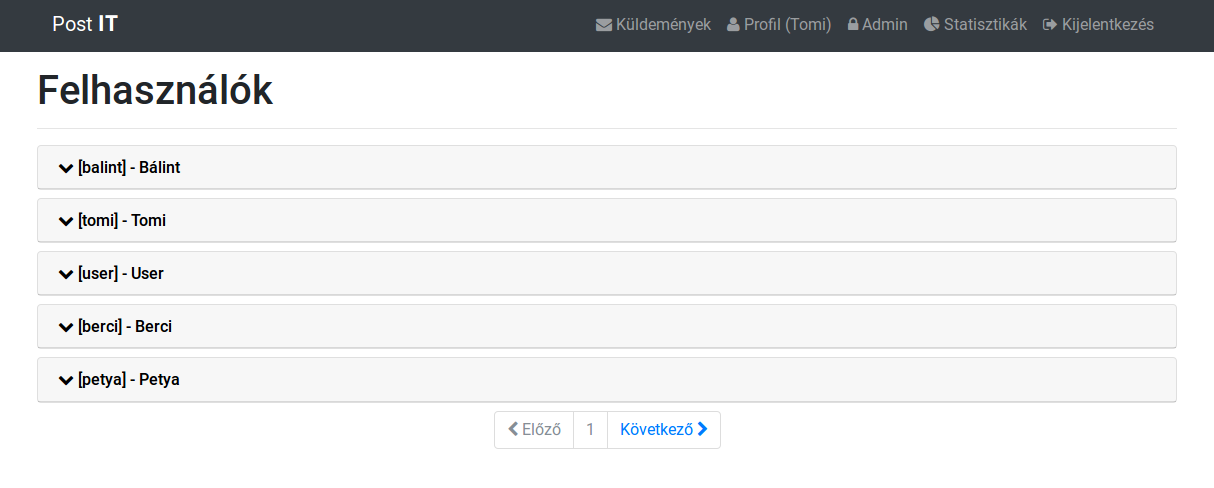 Post IT Küldemények Profil (Tomi) Admin Statisztikák Kijelentkezés
Felhasználók
[balint] - Bálint
[tomi] - Tomi
[user] - User
[berci] - Berci
[petya] - Petya
Előző 1 Következő